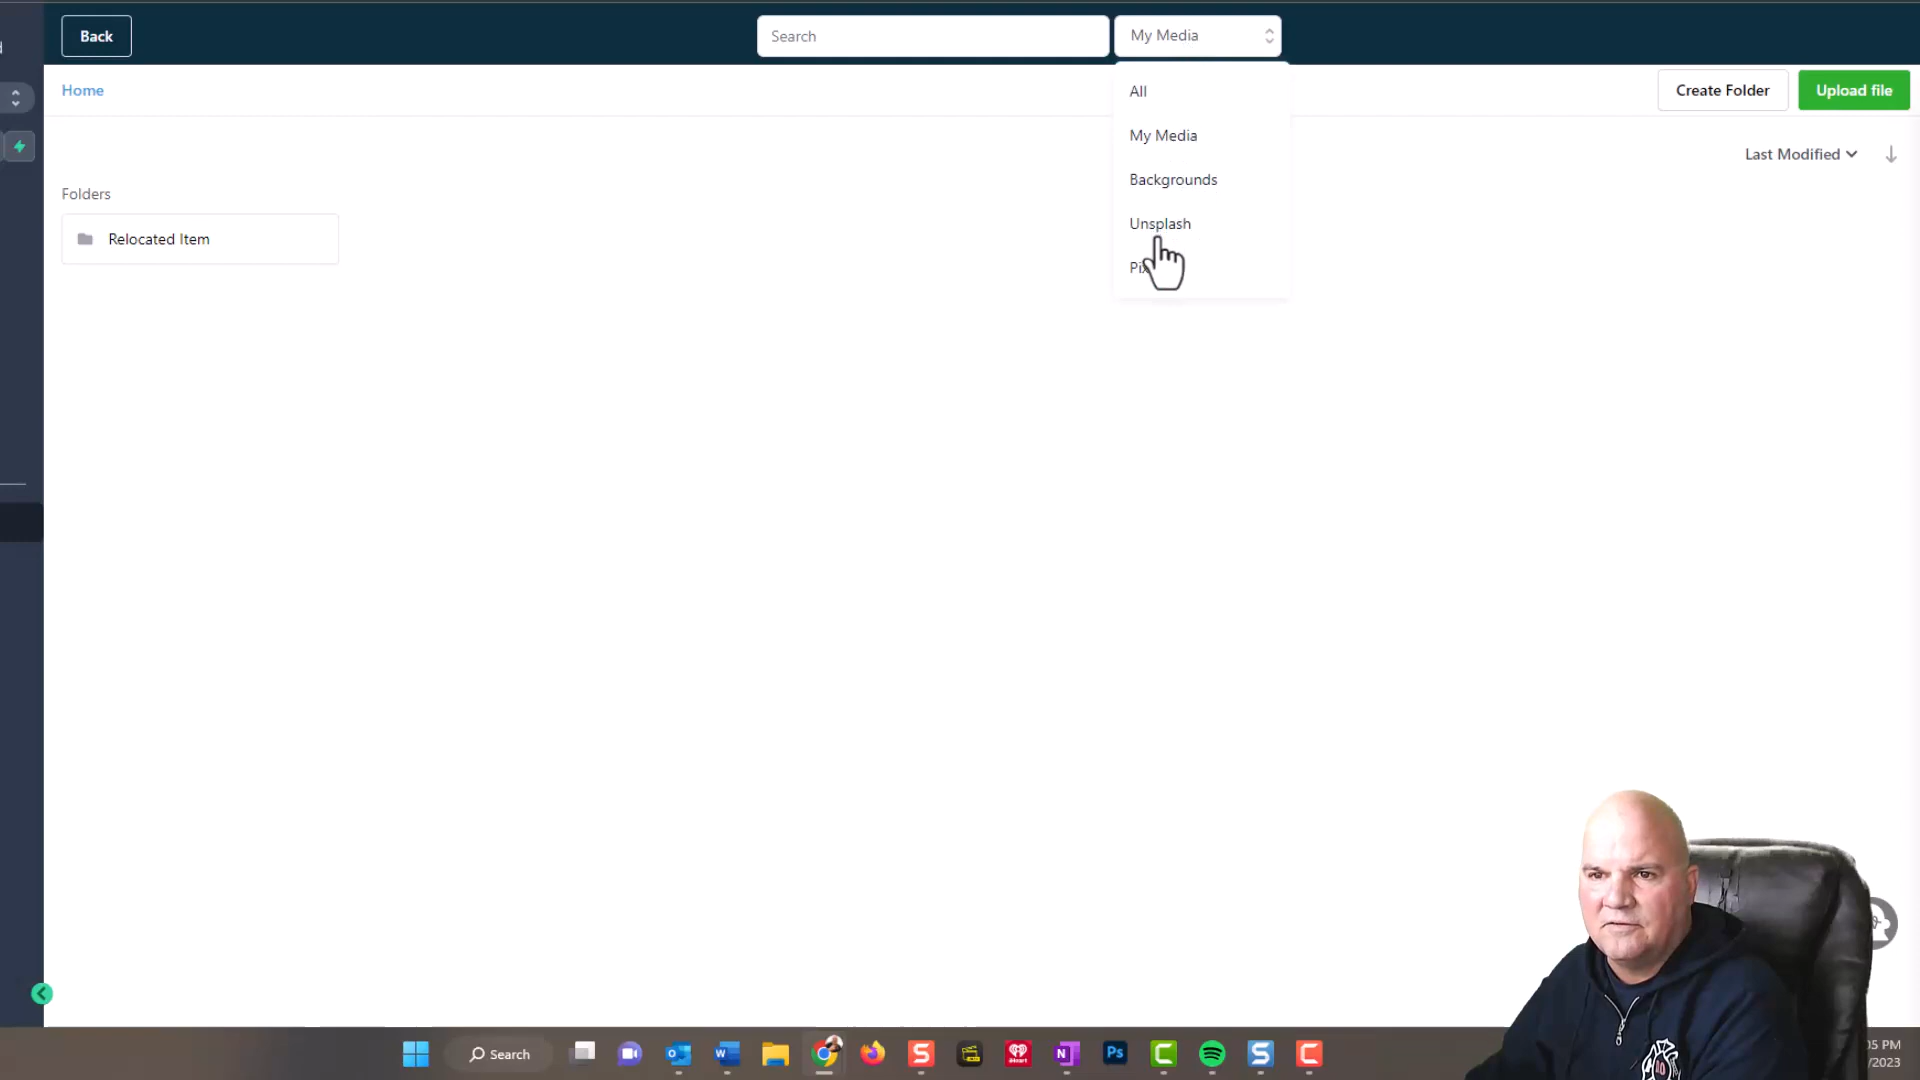 Back
Search
My Media
Home
All
My Media
Backgrounds
Unsplash
Create Folder
Upload file
Last Modified
Folders
Relocated Item
Search